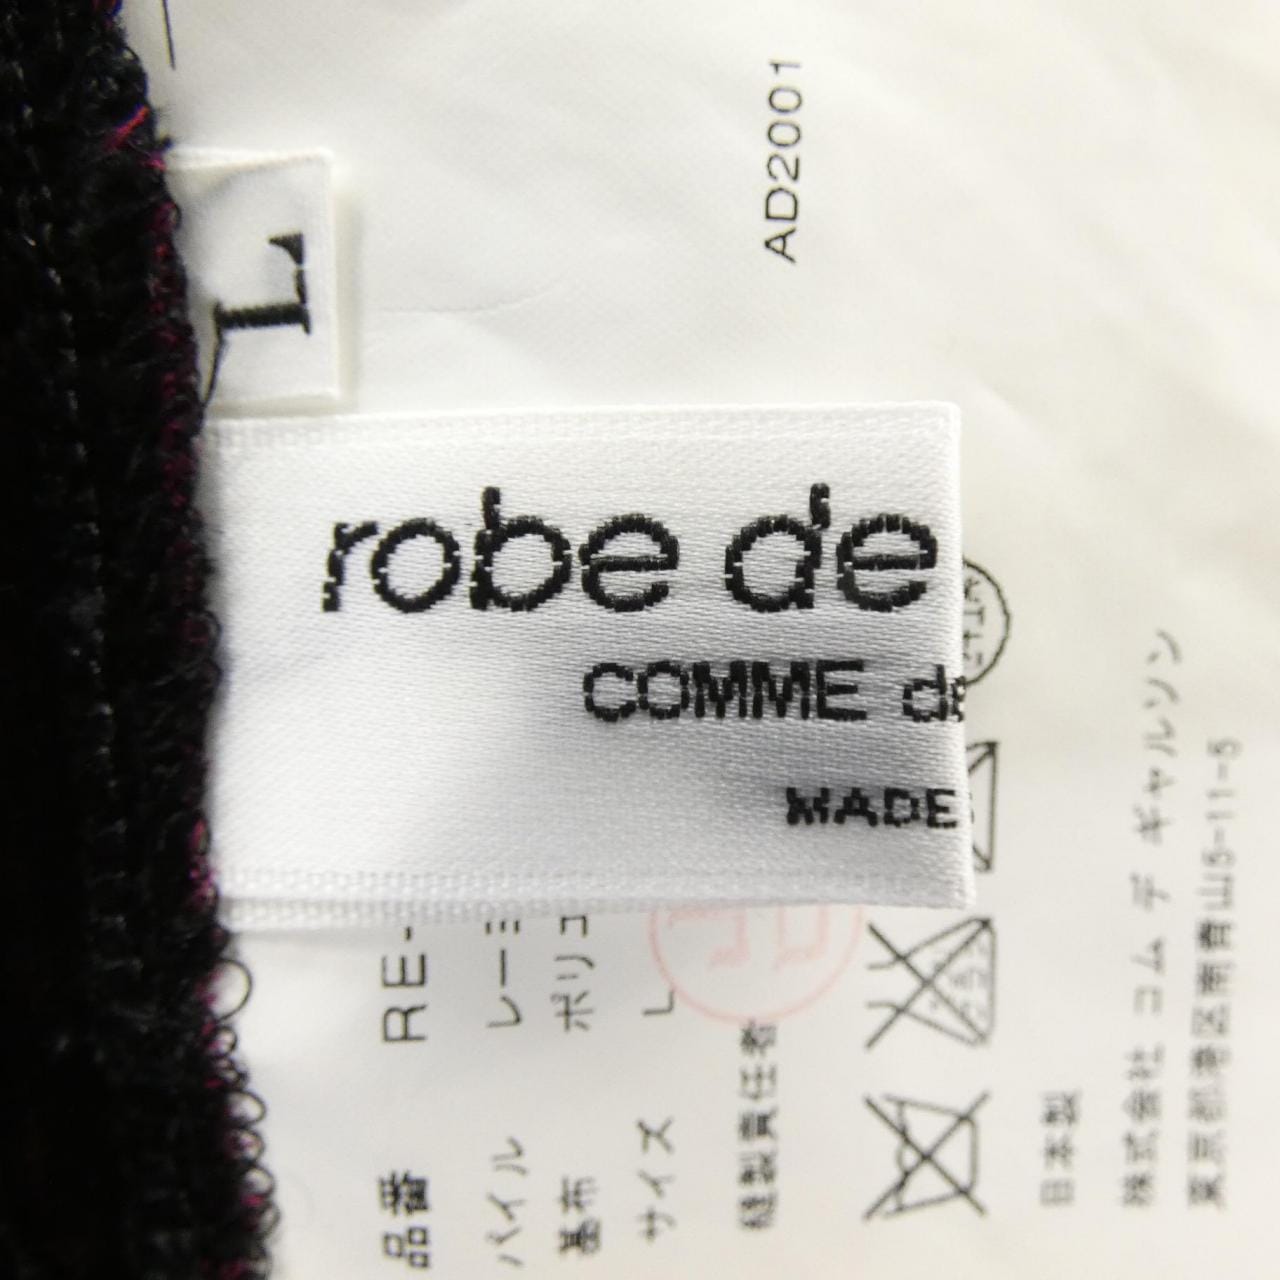 L
robe de
COMME de
MADE
AD2001
品番 RE-
パイル レーヨ
基布 ポリ
サイズ L
縫製責任者
日本製
株式会社 コム デ ギャルソン
東京都港区南青山5-11-5